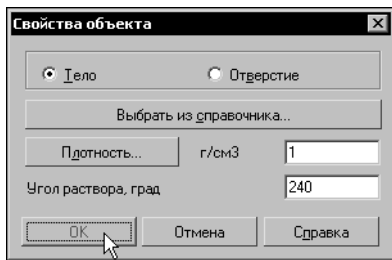 Свойства объекта
Тело Отверстие
Выбрать из справочника...
Плотность... г/см3 1
Угол раствора, град 240
OK Отмена Справка